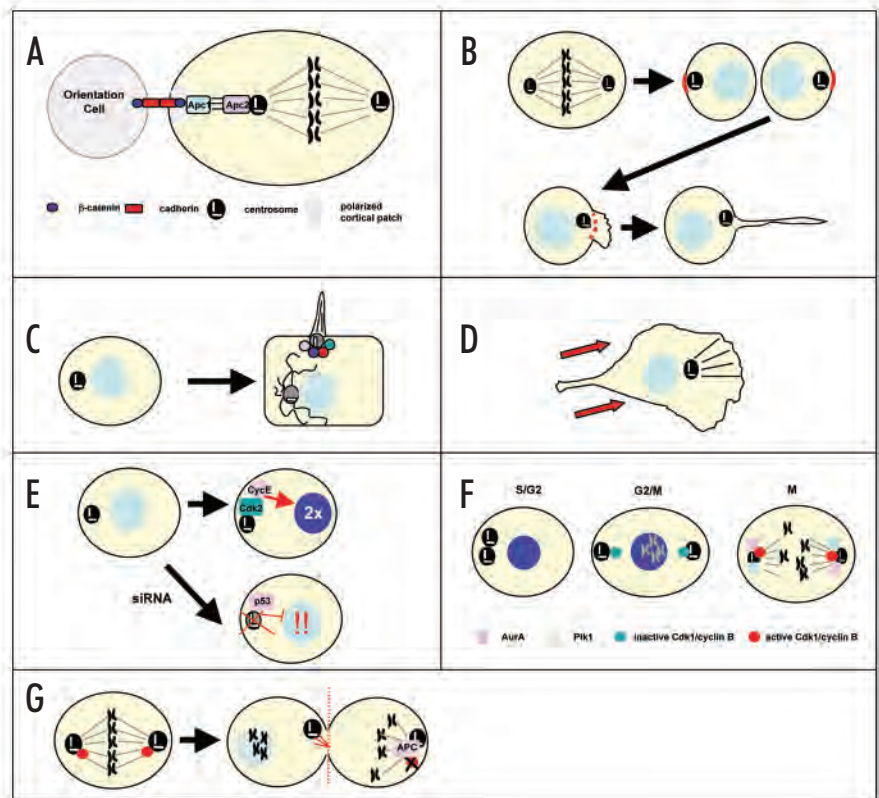 A
Orientation
Cell
Apc1
Apc2
β-catenin
cadherin
centrosome
polarized
cortical patch
B
C
D
E
CycE
Cdk2
2x
siRNA
p53
!!
F
S/G2
G2/M
M
AurA
Plk1
inactive Cdk1/cyclin B
active Cdk1/cyclin B
G
APC